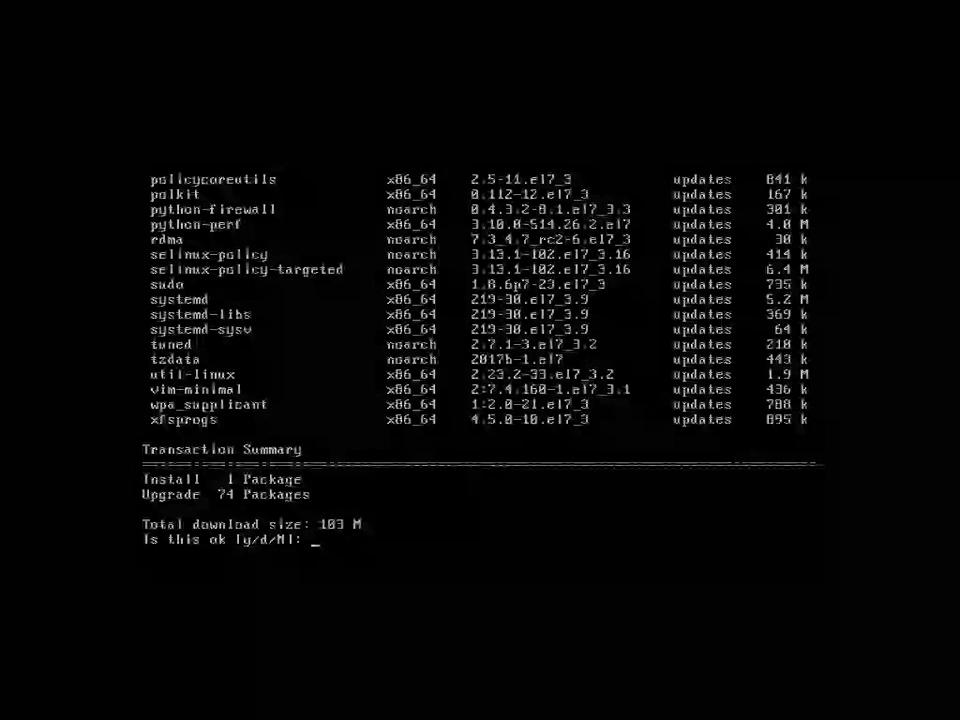 policycoreutils x86_64 2.5-11.el7_3 updates 841 k
polkit x86_64 0.112-12.el7_3 updates 167 k
python-firewall noarch 0.4.3.2-8.1.el7_3.3 updates 301 k
python-perf x86_64 3.10.0-514.26.2.el7 updates 4.0 M
rdma noarch 7.3_4.7_rc2-6.el7_3 updates 30 k
selinux-policy noarch 3.13.1-102.el7_3.16 updates 414 k
selinux-policy-targeted noarch 3.13.1-102.el7_3.16 updates 6.4 M
sudo x86_64 1.8.6p7-23.el7_3 updates 735 k
systemd x86_64 219-30.el7_3.9 updates 5.2 M
systemd-libs x86_64 219-30.el7_3.9 updates 369 k
systemd-sysv x86_64 219-30.el7_3.9 updates 64 k
tuned noarch 2.7.1-3.el7_3.2 updates 210 k
tzdata noarch 2017b-1.el7 updates 443 k
util-linux x86_64 2.23.2-33.el7_3.2 updates 1.9 M
vim-minimal x86_64 2:7.4.160-1.el7_3.1 updates 436 k
wpa_supplicant x86_64 1:2.0-21.el7_3 updates 788 k
xfsprogs x86_64 4.5.0-10.el7_3 updates 895 k
Transaction Summary
Install 1 Package
Upgrade 74 Packages
Total download size: 103 M
Is this ok [y/d/N]: _